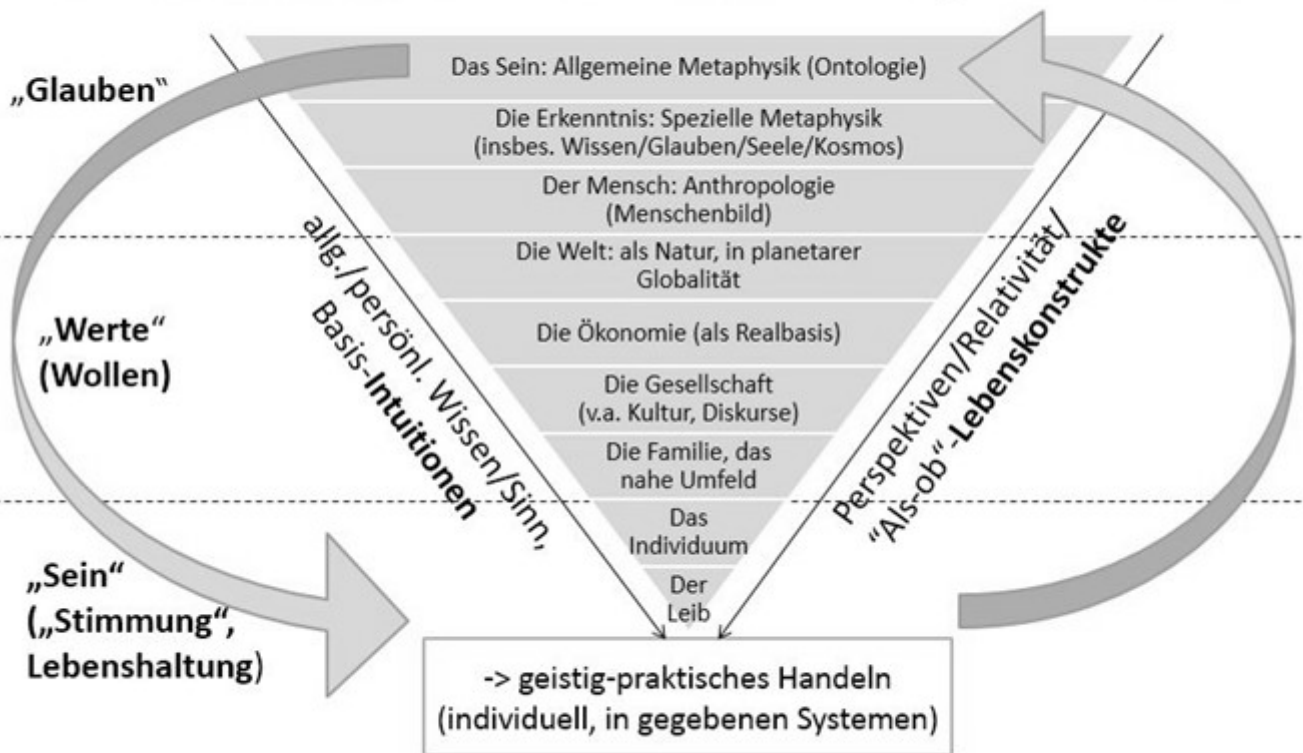 „Glauben“
„Werte“
(Wollen)
„Sein“
(„Stimmung“,
Lebenshaltung)
Das Sein: Allgemeine Metaphysik (Ontologie)
Die Erkenntnis: Spezielle Metaphysik
(insbes. Wissen/Glauben/Seele/Kosmos)
Der Mensch: Anthropologie
(Menschenbild)
Die Welt: als Natur, in planetarer
Globalität
Die Ökonomie (als Realbasis)
Die Gesellschaft
(v.a. Kultur, Diskurse)
Die Familie, das
nahe Umfeld
Das
Individuum
Der
Leib
allg./persönl. Wissen/Sinn,
Basis-Intuitionen
Perspektiven/Relativität/
“Als-ob“-Lebenskonstrukte
-> geistig-praktisches Handeln
(individuell, in gegebenen Systemen)